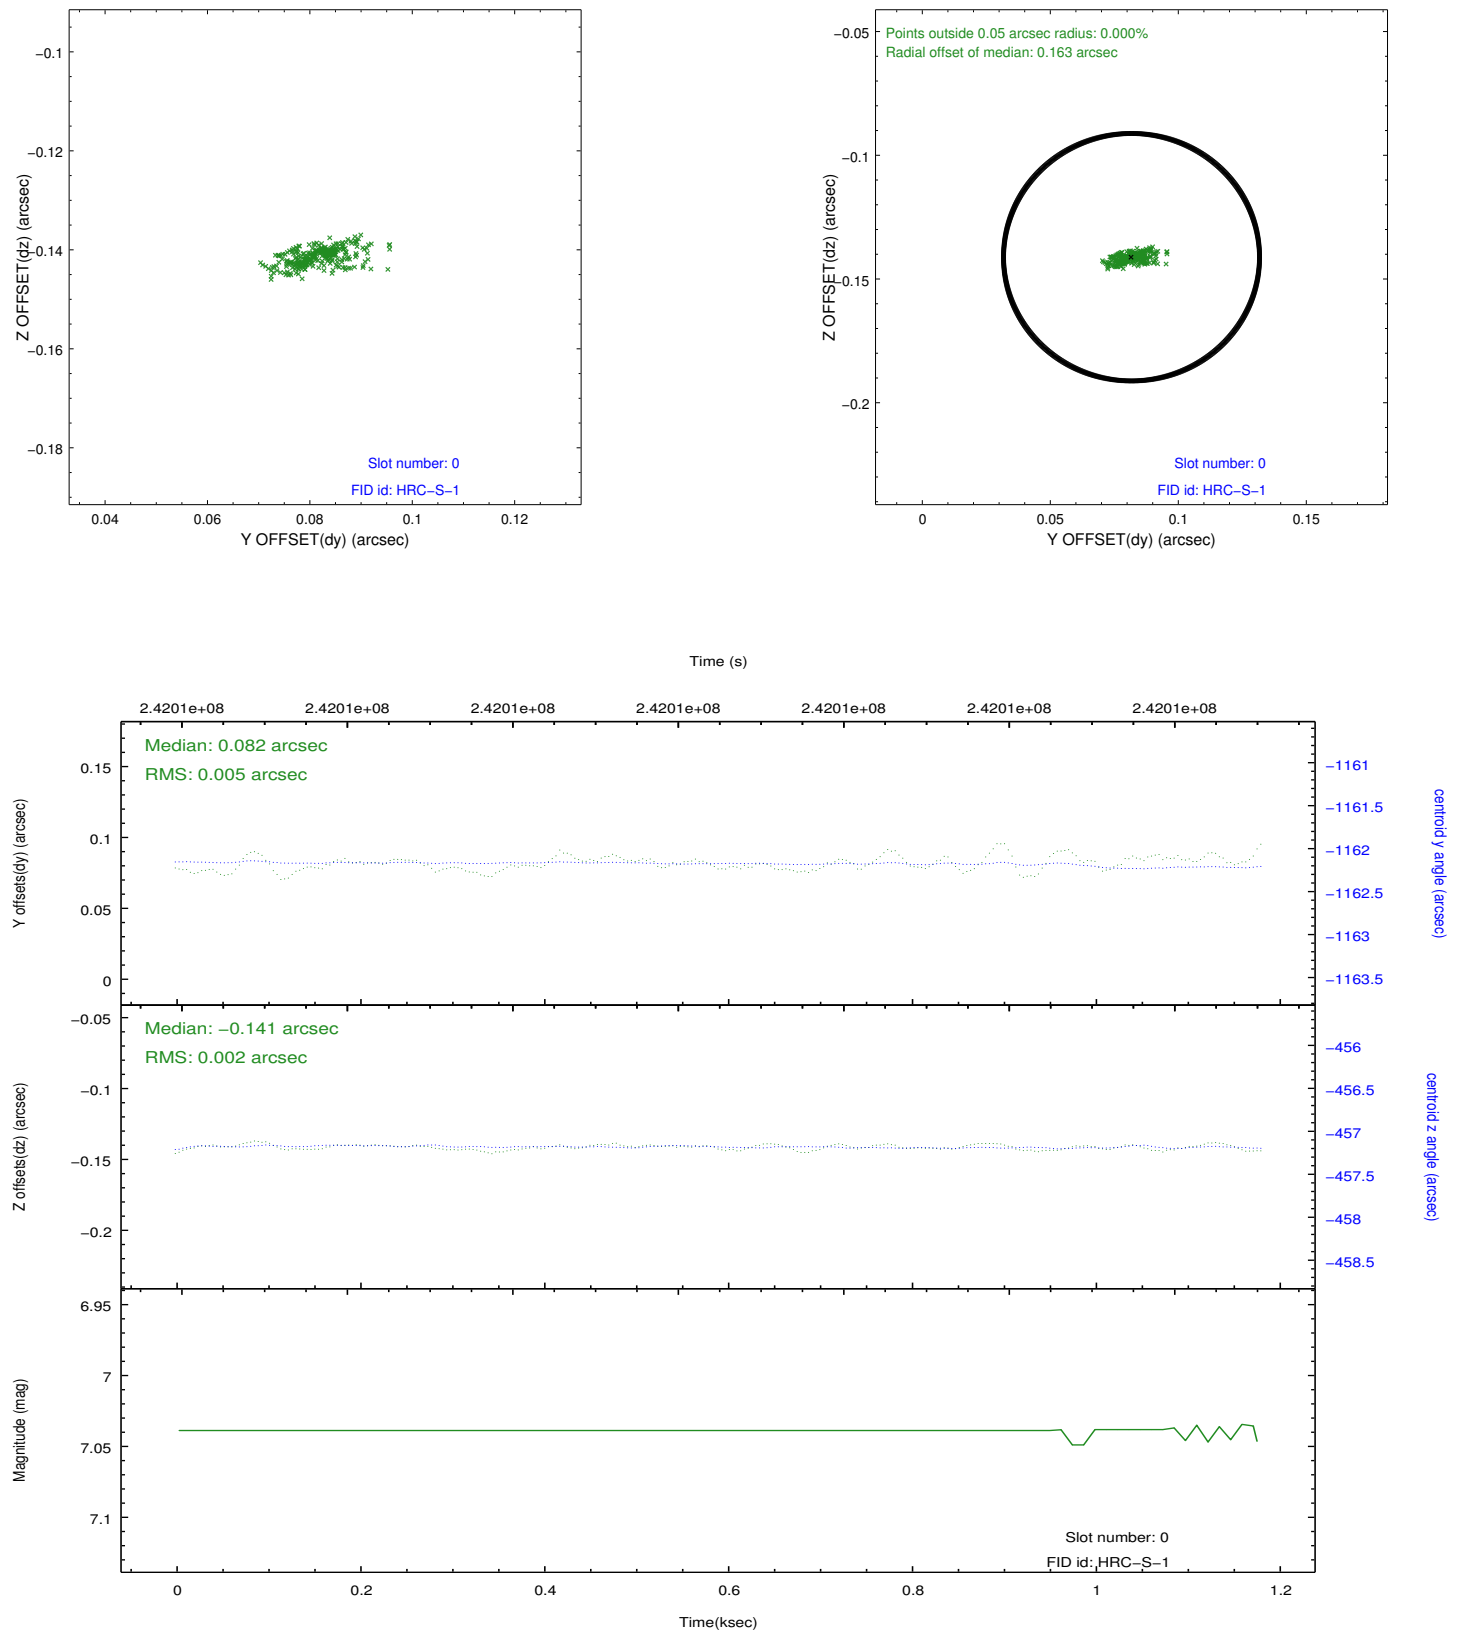 −0.1
−0.12
−0.14
−0.16
−0.18
Z OFFSET(dz) (arcsec)
Slot number: 0
FID id: HRC−S−1
0.04 0.06 0.08 0.1 0.12
Y OFFSET(dy) (arcsec)
Points outside 0.05 arcsec radius: 0.000%
Radial offset of median: 0.163 arcsec
−0.05
−0.1
−0.15
−0.2
Z OFFSET(dz) (arcsec)
Slot number: 0
FID id: HRC−S−1
0 0.05 0.1 0.15
Y OFFSET(dy) (arcsec)
Time (s)
2.4201e+08 2.4201e+08 2.4201e+08 2.4201e+08 2.4201e+08 2.4201e+08 2.4201e+08
Median: 0.082 arcsec
RMS: 0.005 arcsec
0.15
0.1
0.05
0
Y offsets(dy) (arcsec)
−1161
−1161.5
−1162
−1162.5
−1163
−1163.5
centroid y angle (arcsec)
Median: −0.141 arcsec
RMS: 0.002 arcsec
−0.05
−0.1
−0.15
−0.2
Z offsets(dz) (arcsec)
−456
−456.5
−457
−457.5
−458
−458.5
centroid z angle (arcsec)
6.95
7
7.05
7.1
Magnitude (mag)
Slot number: 0
FID id: HRC−S−1
0 0.2 0.4 0.6 0.8 1 1.2
Time(ksec)